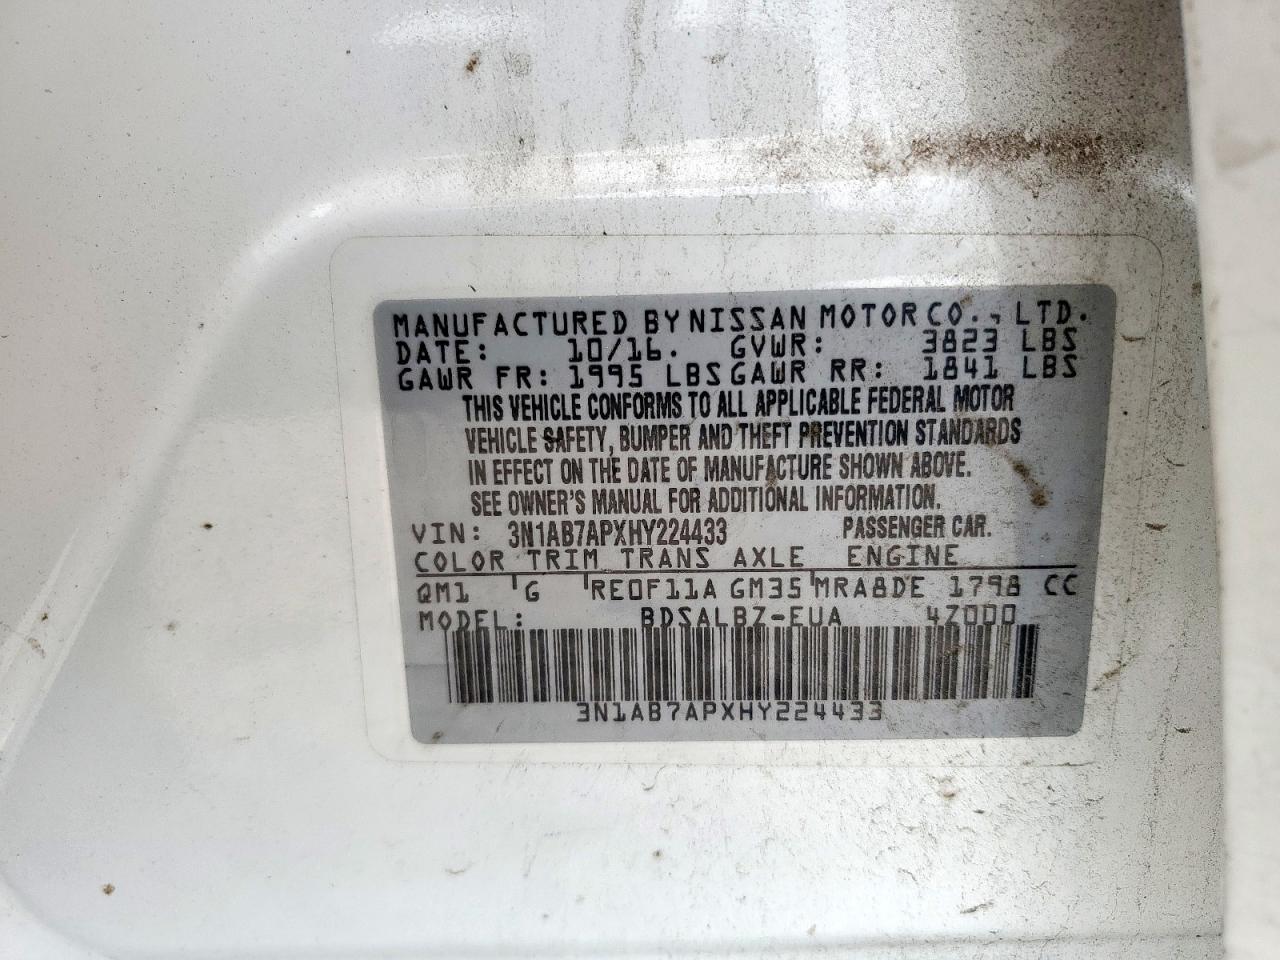 MANUFACTURED BY NISSAN MOTOR CO., LTD.
DATE: 10/16. GVWR: 3823 LBS
GAWR FR: 1995 LBS GAWR RR: 1841 LBS
THIS VEHICLE CONFORMS TO ALL APPLICABLE FEDERAL MOTOR
VEHICLE SAFETY, BUMPER AND THEFT PREVENTION STANDARDS
IN EFFECT ON THE DATE OF MANUFACTURE SHOWN ABOVE.
SEE OWNER'S MANUAL FOR ADDITIONAL INFORMATION.
VIN: 3N1AB7APXHY224433 PASSENGER CAR.
COLOR TRIM TRANS AXLE ENGINE
QM1 G RE0F11A GM35 MRA8DE 1798 CC
MODEL: BDSALBZ-EUA 4Z000
3N1AB7APXHY224433